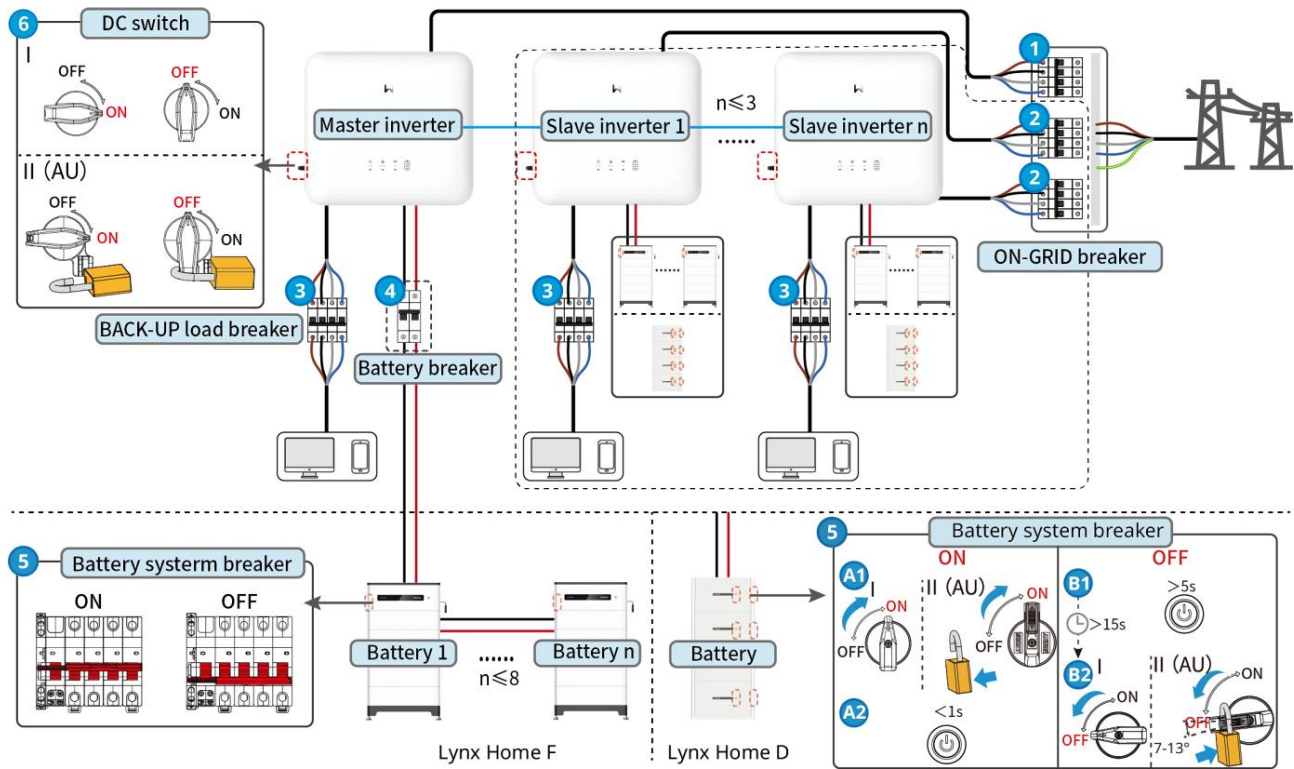 6
DC switch
I
OFF
ON
OFF
ON
II (AU)
OFF
ON
OFF
ON
Master inverter
Slave inverter 1
n≤3
......
Slave inverter n
1
2
2
ON-GRID breaker
3
BACK-UP load breaker
4
Battery breaker
3
......
3
......
5
Battery systerm breaker
ON
OFF
Battery 1
......
n≤8
Battery n
Lynx Home F
Battery
Lynx Home D
5
Battery system breaker
ON
A1
I
ON
OFF
II (AU)
ON
OFF
A2
<1s
OFF
B1
>5s
>15s
B2
I
ON
OFF
II (AU)
ON
OFF
7-13°